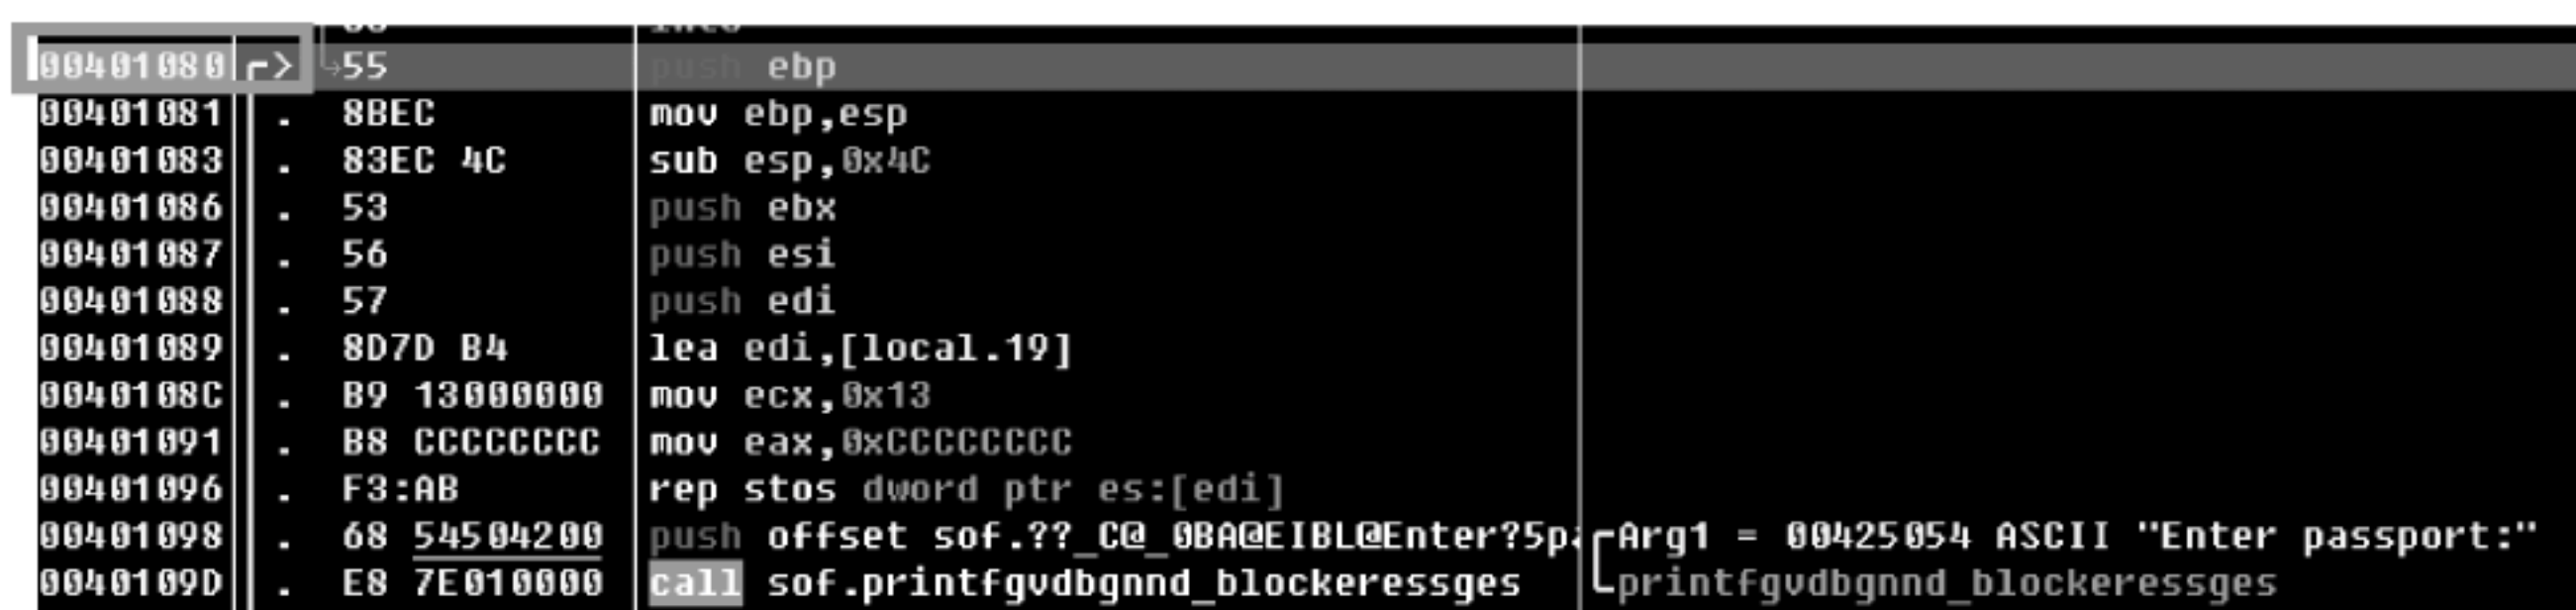 00401080 > 55 push ebp
00401081 . 8BEC mov ebp,esp
00401083 . 83EC 4C sub esp,0x4C
00401086 . 53 push ebx
00401087 . 56 push esi
00401088 . 57 push edi
00401089 . 8D7D B4 lea edi,[local.19]
0040108C . B9 13000000 mov ecx,0x13
00401091 . B8 CCCCCCCC mov eax,0xCCCCCCCC
00401096 . F3:AB rep stos dword ptr es:[edi]
00401098 . 68 54504200 push offset sof.??_C@_0BA@EIBL@Enter?5pa Arg1 = 00425054 ASCII "Enter passport:"
0040109D . E8 7E010000 call sof.printfgvdbgnnd_blockeressges printfgvdbgnnd_blockeressges